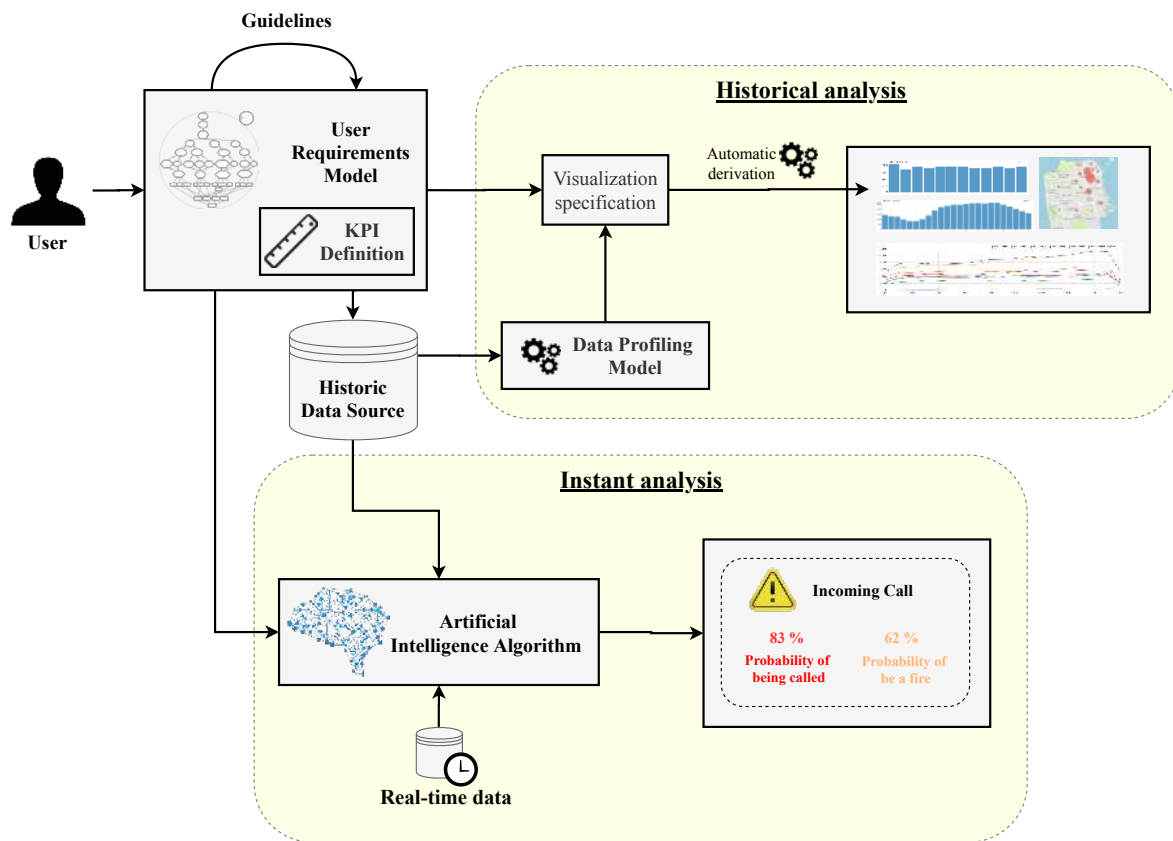 Guidelines
Historical analysis
User
Requirements
Model
KPI
Definition
User
Visualization
specification
Automatic
derivation
Data Profiling
Model
Historic
Data Source
Instant analysis
Artificial
Intelligence Algorithm
Incoming Call
83 %
Probability of
being called
62 %
Probability of
be a fire
Real-time data